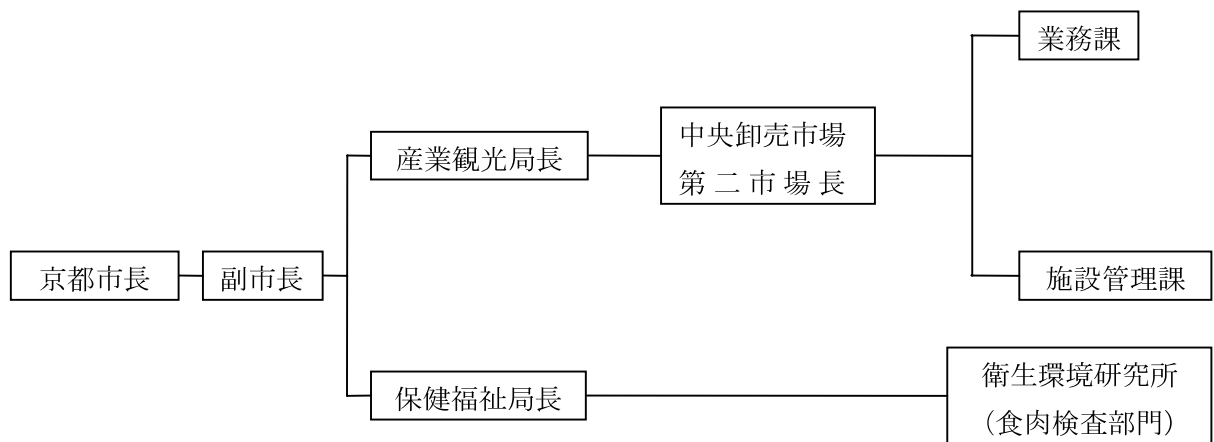 業務課
中央卸売市場
第二市場長
産業観光局長
京都市長
副市長
施設管理課
保健福祉局長
衛生環境研究所
（食肉検査部門）